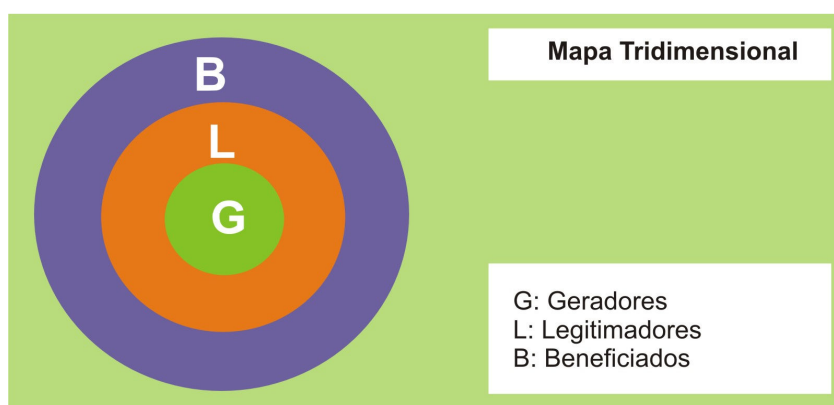 B
L
G
Mapa Tridimensional
G: Geradores
L: Legitimadores
B: Beneficiados